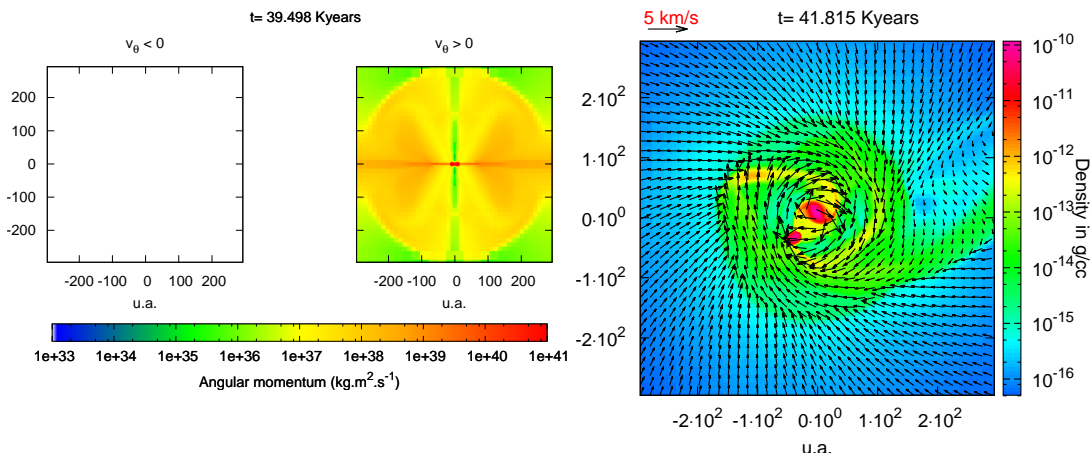 t= 39.498 Kyears
v_θ < 0
v_θ > 0
200
100
0
-100
-200
-200 -100 0 100 200
u.a.
-200 -100 0 100 200
u.a.
1e+33 1e+34 1e+35 1e+36 1e+37 1e+38 1e+39 1e+40 1e+41
Angular momentum (kg.m².s⁻¹)
5 km/s
t= 41.815 Kyears
2·10²
1·10²
0·10⁰
-1·10²
-2·10²
-2·10² -1·10² 0·10⁰ 1·10² 2·10²
u.a.
10⁻¹⁰
10⁻¹¹
10⁻¹²
10⁻¹³
10⁻¹⁴
10⁻¹⁵
10⁻¹⁶
Density in g/cc